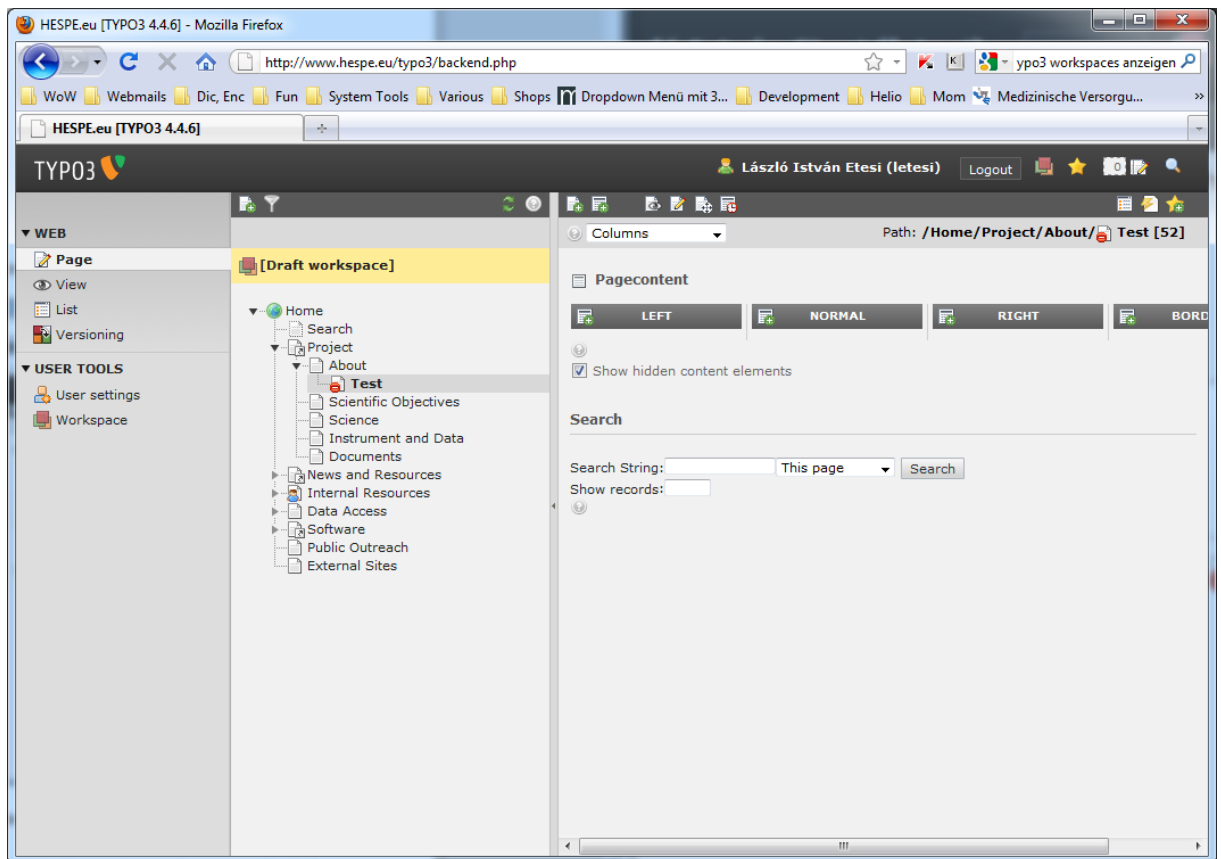 HESPE.eu [TYPO3 4.4.6] - Mozilla Firefox
http://www.hespe.eu/typo3/backend.php
ypo3 workspaces anzeigen
WoW Webmails Dic, Enc Fun System Tools Various Shops Dropdown Menü mit 3... Development Helio Mom Medizinische Versorgu... »
HESPE.eu [TYPO3 4.4.6]
TYPO3
László István Etesi (letesi) Logout 0
WEB
Page
View
List
Versioning
USER TOOLS
User settings
Workspace
[Draft workspace]
Home
Search
Project
About
Test
Scientific Objectives
Science
Instrument and Data
Documents
News and Resources
Internal Resources
Data Access
Software
Public Outreach
External Sites
Columns
Path: /Home/Project/About/ Test [52]
Pagecontent
LEFT NORMAL RIGHT BORD
Show hidden content elements
Search
Search String: This page Search
Show records: